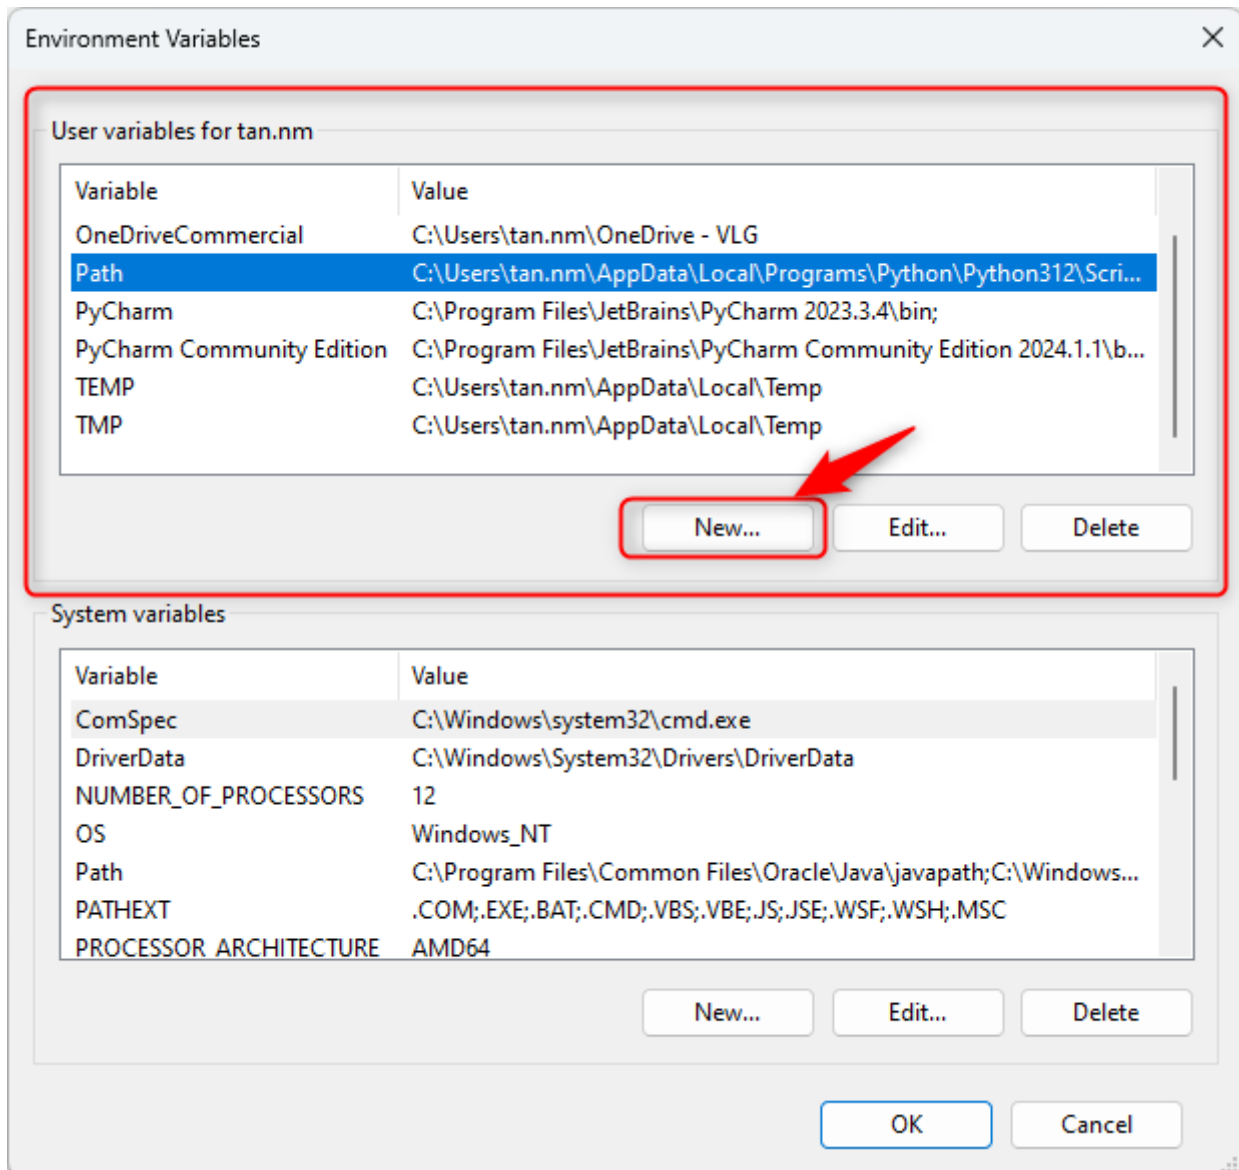 Environment Variables
User variables for tan.nm
Variable Value
OneDriveCommercial C:\Users\tan.nm\OneDrive - VLG
Path C:\Users\tan.nm\AppData\Local\Programs\Python\Python312\Scri...
PyCharm C:\Program Files\JetBrains\PyCharm 2023.3.4\bin;
PyCharm Community Edition C:\Program Files\JetBrains\PyCharm Community Edition 2024.1.1\b...
TEMP C:\Users\tan.nm\AppData\Local\Temp
TMP C:\Users\tan.nm\AppData\Local\Temp
New... Edit... Delete
System variables
Variable Value
ComSpec C:\Windows\system32\cmd.exe
DriverData C:\Windows\System32\Drivers\DriverData
NUMBER_OF_PROCESSORS 12
OS Windows_NT
Path C:\Program Files\Common Files\Oracle\Java\javapath;C:\Windows...
PATHEXT .COM;.EXE;.BAT;.CMD;.VBS;.VBE;.JS;.JSE;.WSF;.WSH;.MSC
PROCESSOR_ARCHITECTURE AMD64
New... Edit... Delete
OK Cancel